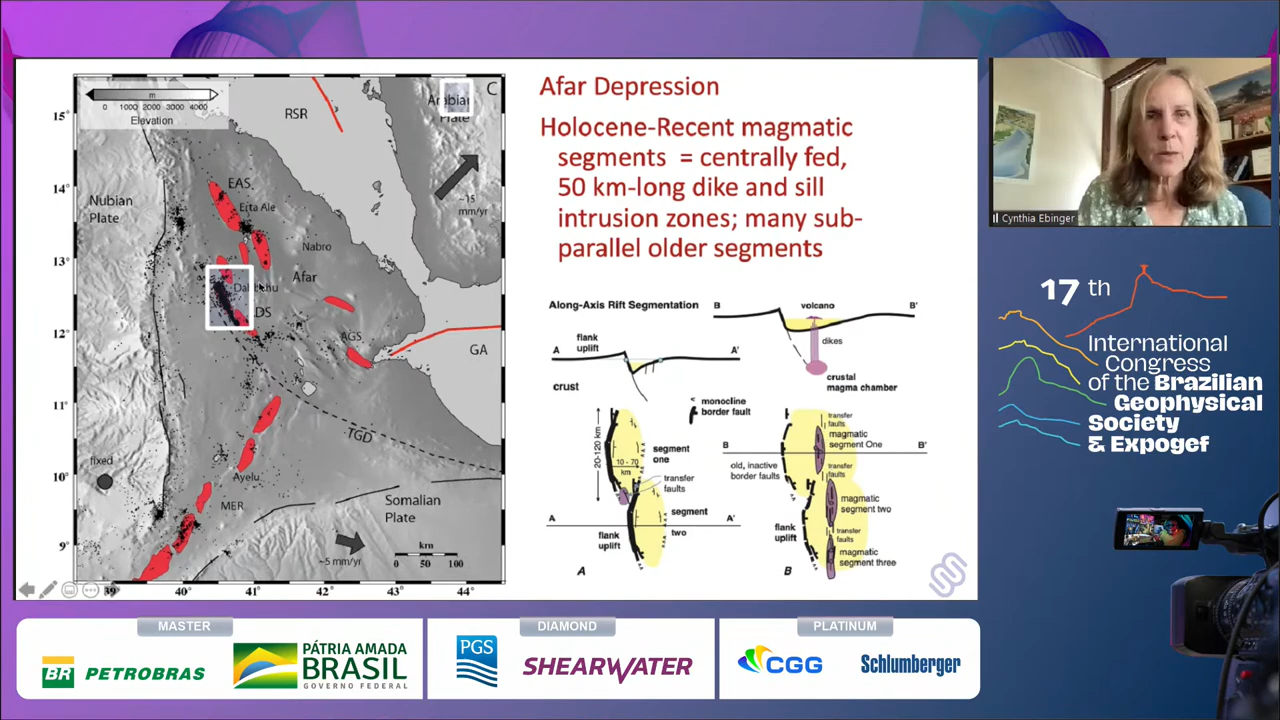 C
m
0 1000 2000 3000 4000
Elevation
Arabian
Plate
RSR
~15
mm/yr
EAS
Erta Ale
Nubian
Plate
Nabro
Afar
DS
AGS
GA
TGD
fixed
Ayelu
MER
Somalian
Plate
~5 mm/yr
km
0 50 100
15°
14°
13°
12°
11°
10°
9°
39° 40° 41° 42° 43° 44°
Afar Depression
Holocene-Recent magmatic
segments = centrally fed,
50 km-long dike and sill
intrusion zones; many sub-
parallel older segments
Along-Axis Rift Segmentation
B volcano B'
flank
uplift
A A'
dikes
crust
crustal
magma chamber
monocline
border fault
20-120 km
10 - 70
km
segment
one
transfer
faults
segment
two
A A'
flank
uplift
A
transfer
faults
magmatic
segment One
B B'
old, inactive
border faults
transfer
faults
magmatic
segment two
flank
uplift
transfer
faults
magmatic
segment three
B
Cynthia Ebinger
17 th
International
Congress
of the Brazilian
Geophysical
Society
& Expogef
MASTER
BR PETROBRAS
PÁTRIA AMADA
BRASIL
GOVERNO FEDERAL
DIAMOND
PGS
SHEARWATER
PLATINUM
CGG
Schlumberger